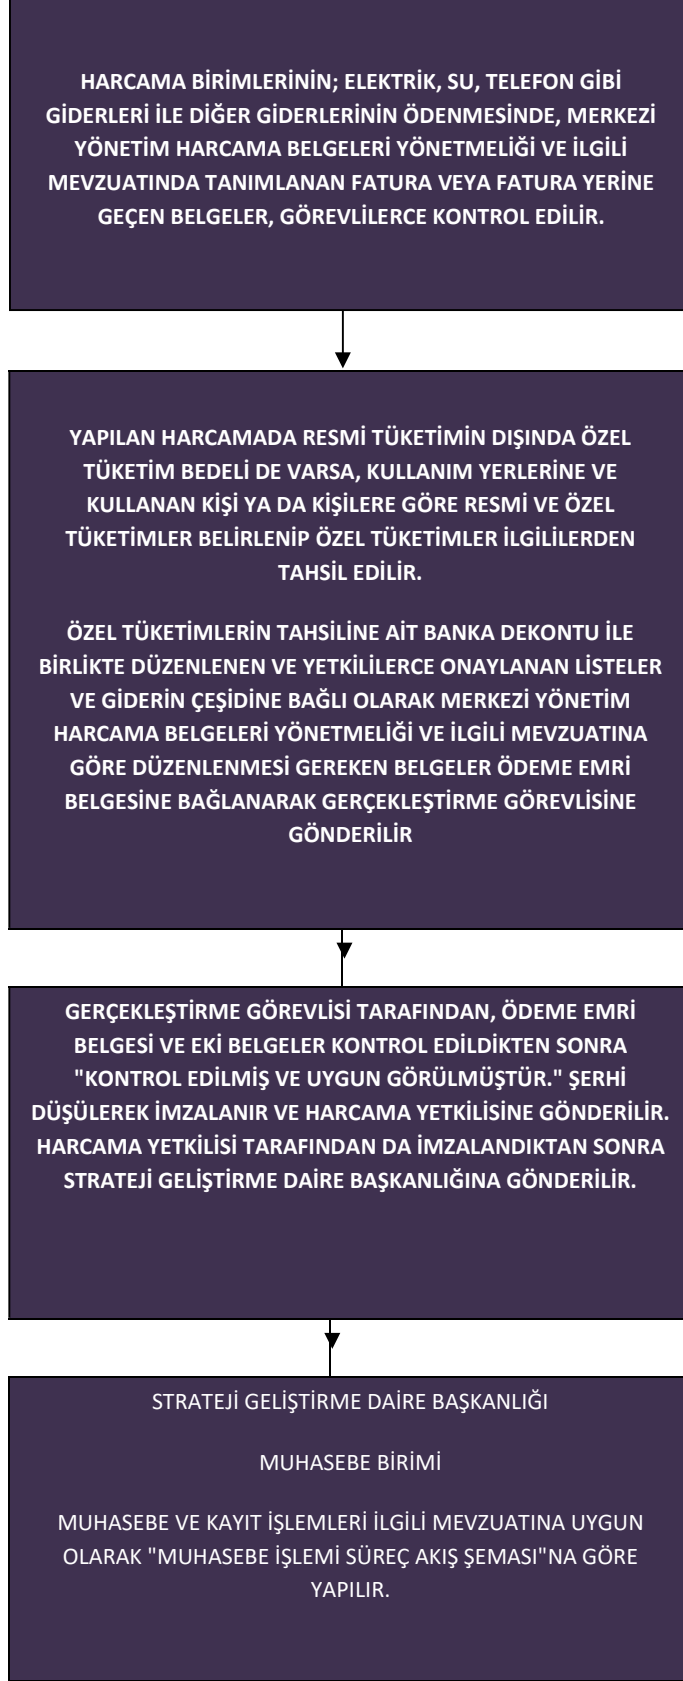 HARCAMA BİRİMLERİNİN; ELEKTRİK, SU, TELEFON GİBİ
GİDERLERİ İLE DİĞER GİDERLERİNİN ÖDENMESİNDE, MERKEZİ
YÖNETİM HARCAMA BELGELERİ YÖNETMELİĞİ VE İLGİLİ
MEVZUATINDA TANIMLANAN FATURA VEYA FATURA YERİNE
GEÇEN BELGELER, GÖREVLİLERCE KONTROL EDİLİR.
YAPILAN HARCAMADA RESMİ TÜKETİMİN DIŞINDA ÖZEL
TÜKETİM BEDELİ DE VARSA, KULLANIM YERLERİNE VE
KULLANAN KİŞİ YA DA KİŞİLERE GÖRE RESMİ VE ÖZEL
TÜKETİMLER BELİRLENİP ÖZEL TÜKETİMLER İLGİLİLERDEN
TAHSİL EDİLİR.
ÖZEL TÜKETİMLERİN TAHSİLİNE AİT BANKA DEKONTU İLE
BİRLİKTE DÜZENLENEN VE YETKİLİLERCE ONAYLANAN LİSTELER
VE GİDERİN ÇEŞİDİNE BAĞLI OLARAK MERKEZİ YÖNETİM
HARCAMA BELGELERİ YÖNETMELİĞİ VE İLGİLİ MEVZUATINA
GÖRE DÜZENLENMESİ GEREKEN BELGELER ÖDEME EMRİ
BELGESİNE BAĞLANARAK GERÇEKLEŞTİRME GÖREVLİSİNE
GÖNDERİLİR
GERÇEKLEŞTİRME GÖREVLİSİ TARAFINDAN, ÖDEME EMRİ
BELGESİ VE EKİ BELGELER KONTROL EDİLDİKTEN SONRA
"KONTROL EDİLMİŞ VE UYGUN GÖRÜLMÜŞTÜR." ŞERHİ
DÜŞÜLEREK İMZALANIR VE HARCAMA YETKİLİSİNE GÖNDERİLİR.
HARCAMA YETKİLİSİ TARAFINDAN DA İMZALANDIKTAN SONRA
STRATEJİ GELİŞTİRME DAİRE BAŞKANLIĞINA GÖNDERİLİR.
STRATEJİ GELİŞTİRME DAİRE BAŞKANLIĞI
MUHASEBE BİRİMİ
MUHASEBE VE KAYIT İŞLEMLERİ İLGİLİ MEVZUATINA UYGUN
OLARAK "MUHASEBE İŞLEMİ SÜREÇ AKIŞ ŞEMASI"NA GÖRE
YAPILIR.